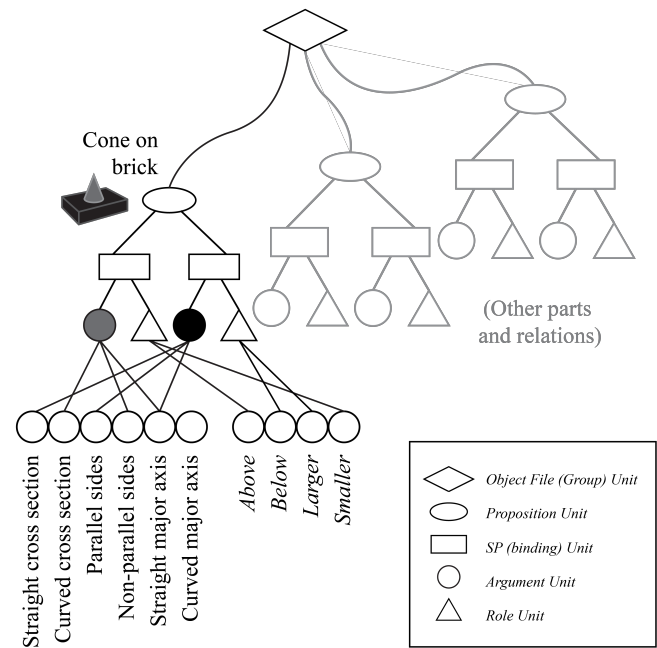 Cone on
brick
(Other parts
and relations)
Straight cross section
Curved cross section
Parallel sides
Non-parallel sides
Straight major axis
Curved major axis
Above
Below
Larger
Smaller
Object File (Group) Unit
Proposition Unit
SP (binding) Unit
Argument Unit
Role Unit